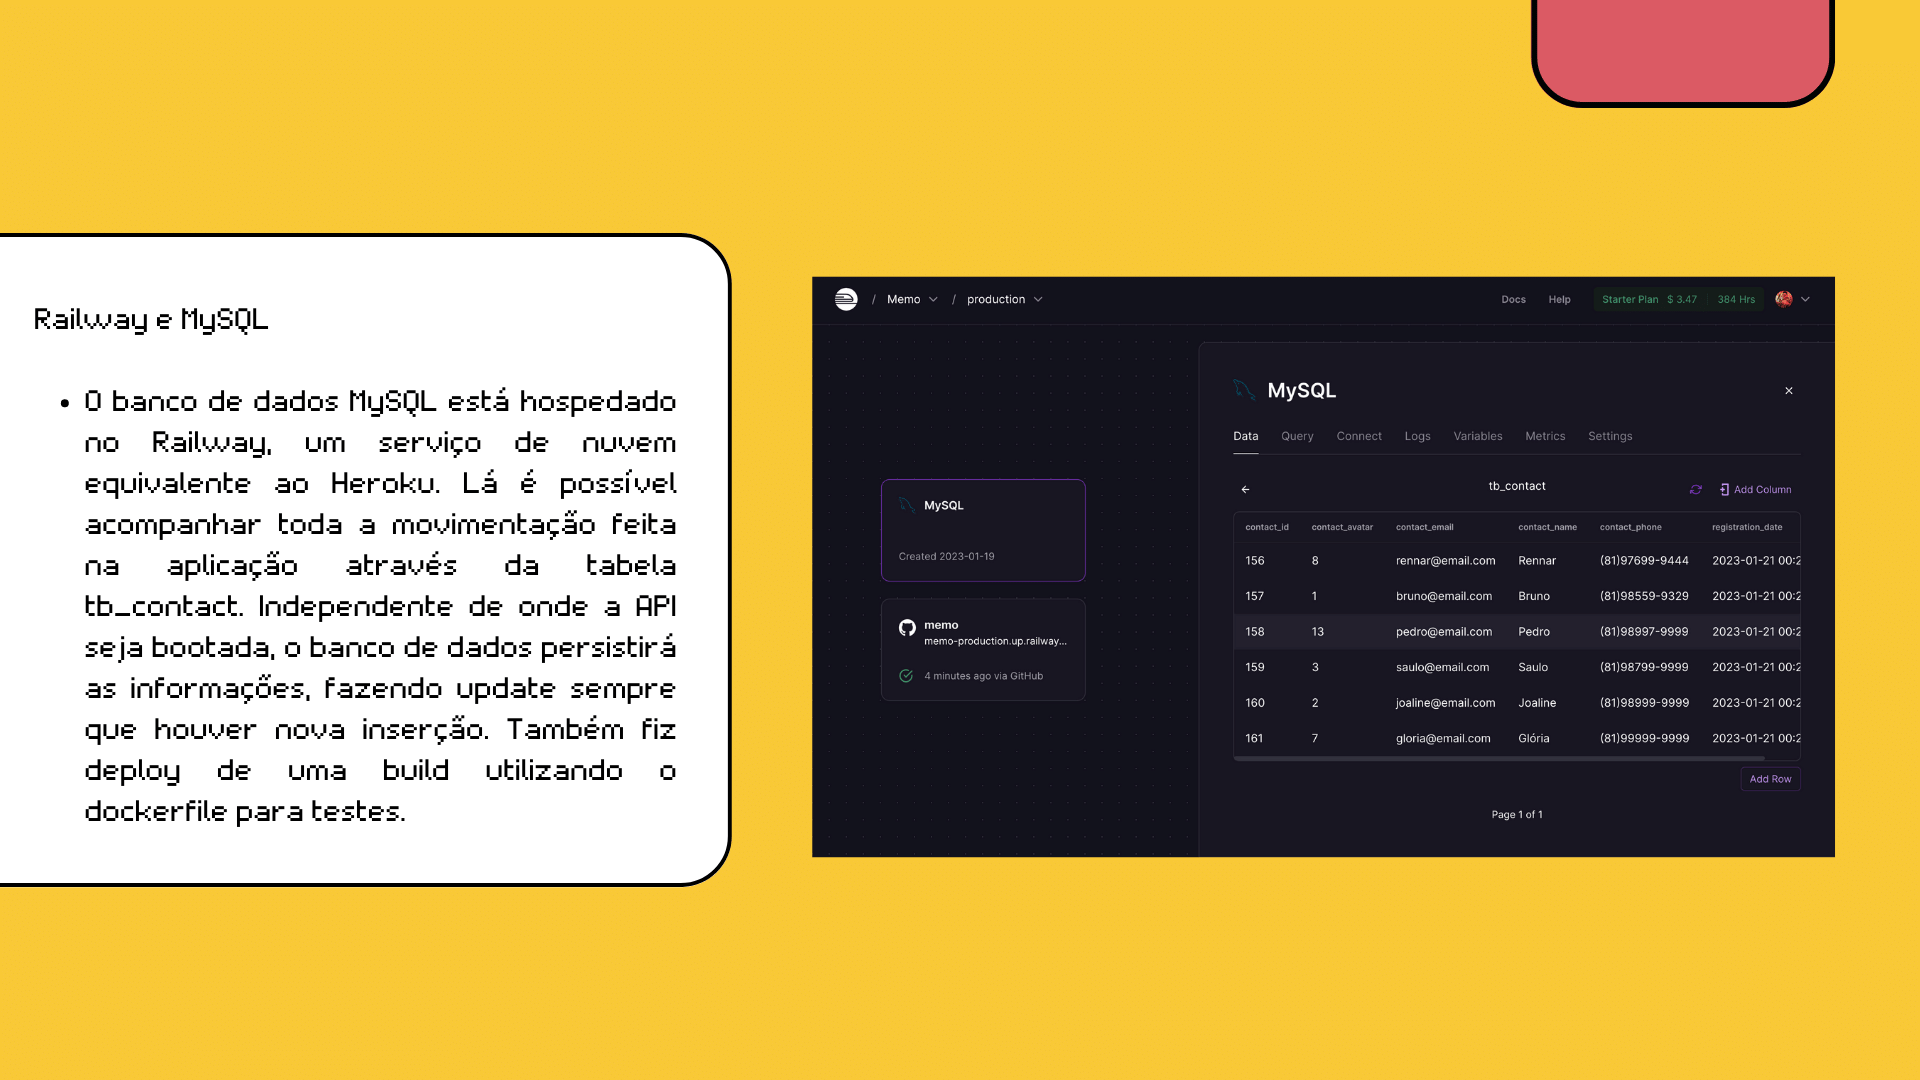 Railway e MySQL
• O banco de dados MySQL está hospedado
no Railway, um serviço de nuvem
equivalente ao Heroku. Lá é possível
acompanhar toda a movimentação feita
na aplicação através da tabela
tb_contact. Independente de onde a API
seja bootada, o banco de dados persistirá
as informações, fazendo update sempre
que houver nova inserção. Também fiz
deploy de uma build utilizando o
dockerfile para testes.
/ Memo / production
Docs Help Starter Plan $ 3.47 384 Hrs
MySQL
Created 2023-01-19
memo
memo-production.up.railway...
4 minutes ago via GitHub
MySQL
Data Query Connect Logs Variables Metrics Settings
tb_contact
Add Column
contact_id contact_avatar contact_email contact_name contact_phone registration_date
156 8 rennar@email.com Rennar (81)97699-9444 2023-01-21 00:2
157 1 bruno@email.com Bruno (81)98559-9329 2023-01-21 00:2
158 13 pedro@email.com Pedro (81)98997-9999 2023-01-21 00:2
159 3 saulo@email.com Saulo (81)98799-9999 2023-01-21 00:2
160 2 joaline@email.com Joaline (81)98999-9999 2023-01-21 00:2
161 7 gloria@email.com Glória (81)99999-9999 2023-01-21 00:2
Add Row
Page 1 of 1